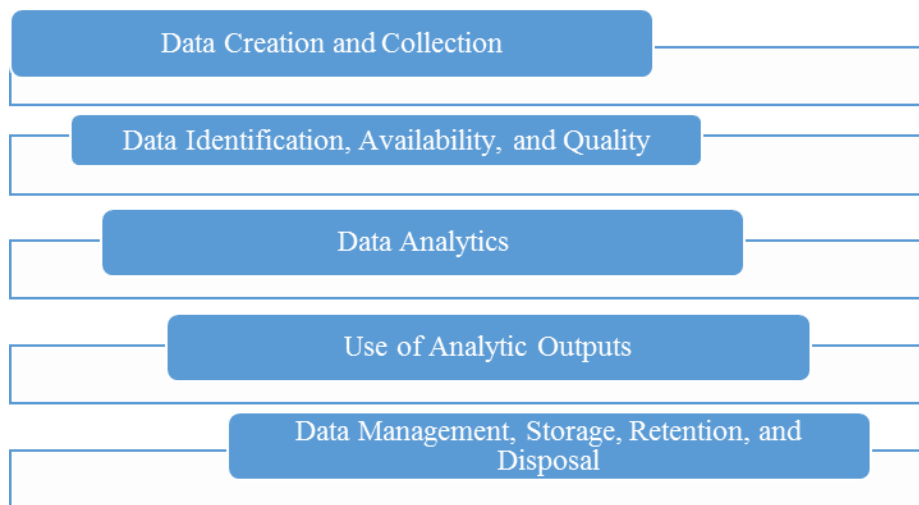 Data Creation and Collection
Data Identification, Availability, and Quality
Data Analytics
Use of Analytic Outputs
Data Management, Storage, Retention, and
Disposal